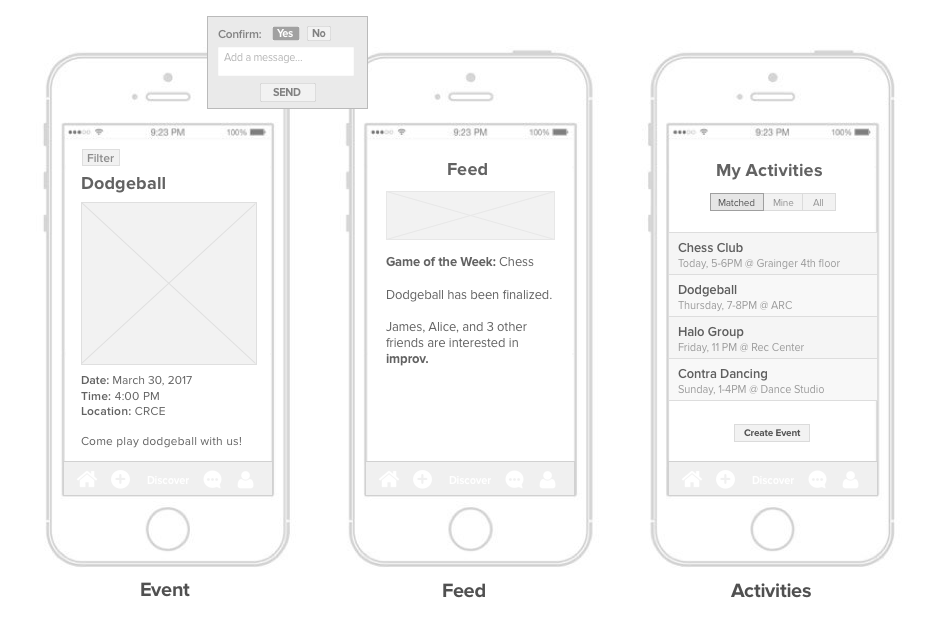 Confirm: Yes No
Add a message...
SEND
9:23 PM 100%
Filter
Dodgeball
Date: March 30, 2017
Time: 4:00 PM
Location: CRCE
Come play dodgeball with us!
Discover
Event
9:23 PM 100%
Feed
Game of the Week: Chess
Dodgeball has been finalized.
James, Alice, and 3 other
friends are interested in
improv.
Discover
Feed
9:23 PM 100%
My Activities
Matched Mine All
Chess Club
Today, 5-6PM @ Grainger 4th floor
Dodgeball
Thursday, 7-8PM @ ARC
Halo Group
Friday, 11 PM @ Rec Center
Contra Dancing
Sunday, 1-4PM @ Dance Studio
Create Event
Discover
Activities